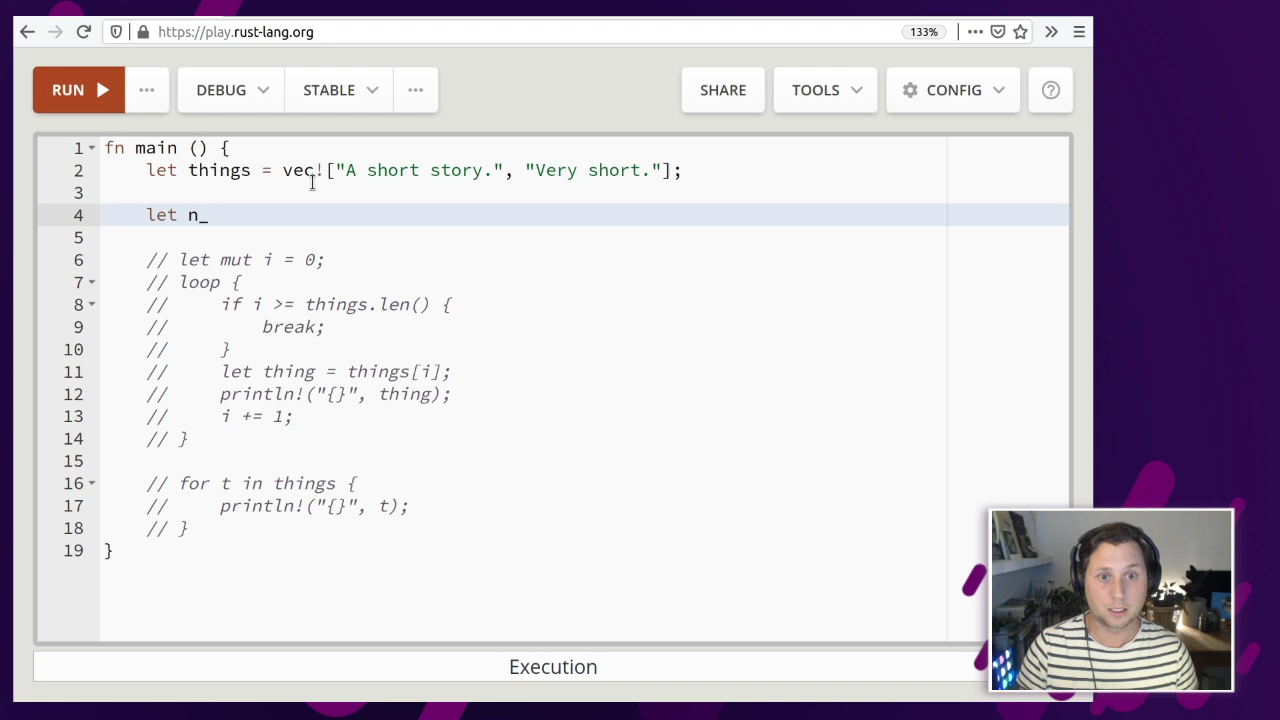 https://play.rust-lang.org
133%
RUN
DEBUG
STABLE
SHARE
TOOLS
CONFIG
1 fn main () {
2 let things = vec!["A short story.", "Very short."];
3
4 let n_
5
6 // let mut i = 0;
7 // loop {
8 // if i >= things.len() {
9 // break;
10 // }
11 // let thing = things[i];
12 // println!("{}", thing);
13 // i += 1;
14 // }
15
16 // for t in things {
17 // println!("{}", t);
18 // }
19 }
Execution